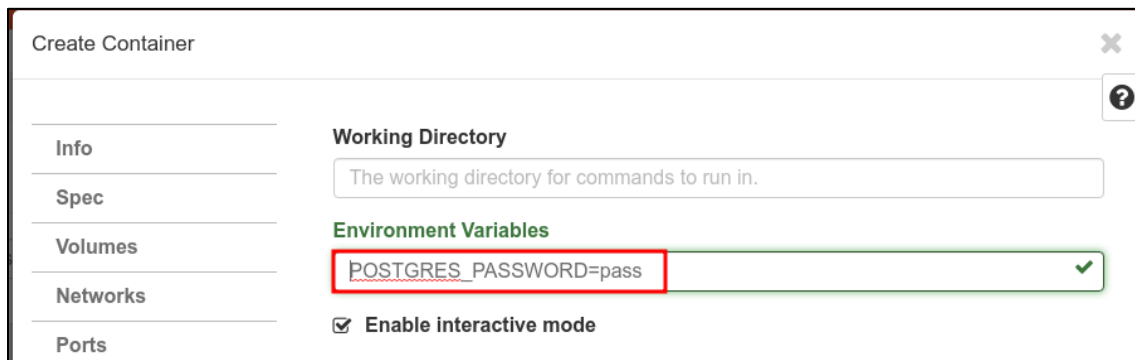 Create Container
Info
Spec
Volumes
Networks
Ports
Working Directory
The working directory for commands to run in.
Environment Variables
POSTGRES_PASSWORD=pass
Enable interactive mode